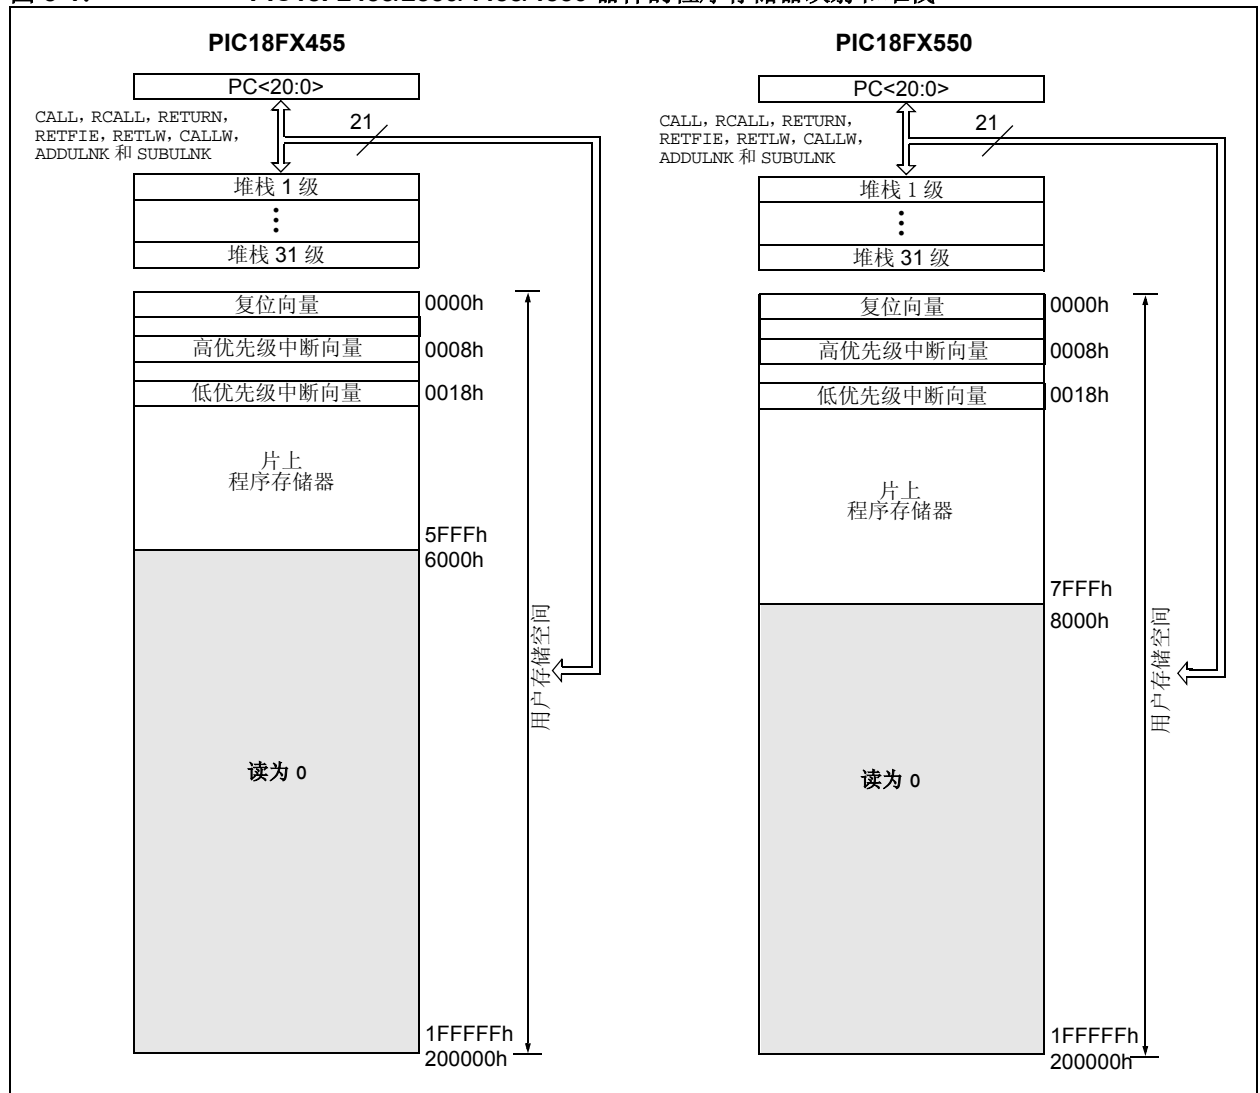 PIC18FX455
PC<20:0>
CALL, RCALL, RETURN,
RETFIE, RETLW, CALLW,
ADDULNK 和 SUBULNK
21
堆栈 1 级
堆栈 31 级
复位向量
0000h
高优先级中断向量
0008h
低优先级中断向量
0018h
片上
程序存储器
5FFFh
6000h
用户存储空间
读为 0
1FFFFFh
200000h
PIC18FX550
PC<20:0>
CALL, RCALL, RETURN,
RETFIE, RETLW, CALLW,
ADDULNK 和 SUBULNK
21
堆栈 1 级
堆栈 31 级
复位向量
0000h
高优先级中断向量
0008h
低优先级中断向量
0018h
片上
程序存储器
7FFFh
8000h
用户存储空间
读为 0
1FFFFFh
200000h